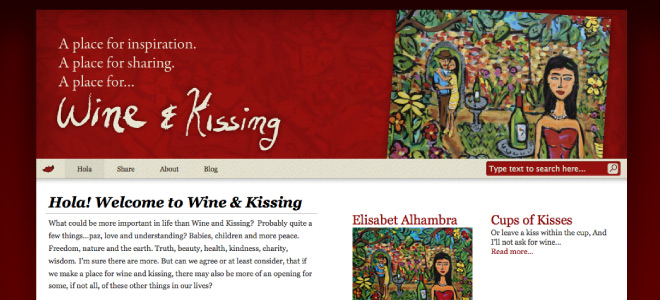 A place for inspiration.
A place for sharing.
A place for...
Wine & Kissing
Hola
Share
About
Blog
Type text to search here...
Hola! Welcome to Wine & Kissing
What could be more important in life than Wine and Kissing? Probably quite a
few things...paz, love and understanding? Babies, children and more peace.
Freedom, nature and the earth. Truth, beauty, health, kindness, charity,
wisdom. I'm sure there are more. But can we agree or at least consider, that if
we make a place for wine and kissing, there may also be more of an opening for
some, if not all, of these other things in our lives?
Elisabet Alhambra
Cups of Kisses
Or leave a kiss within the cup, And
I'll not ask for wine...
Read more...